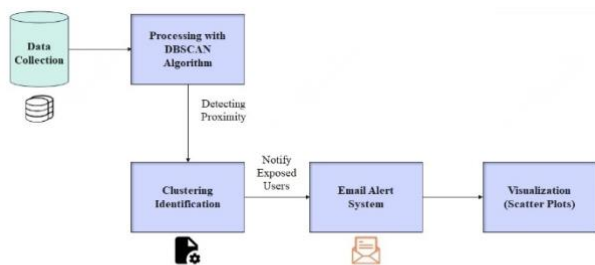 Data
Collection
Processing with
DBSCAN
Algorithm
Detecting
Proximity
Clustering
Identification
Notify
Exposed
Users
Email Alert
System
Visualization
(Scatter Plots)